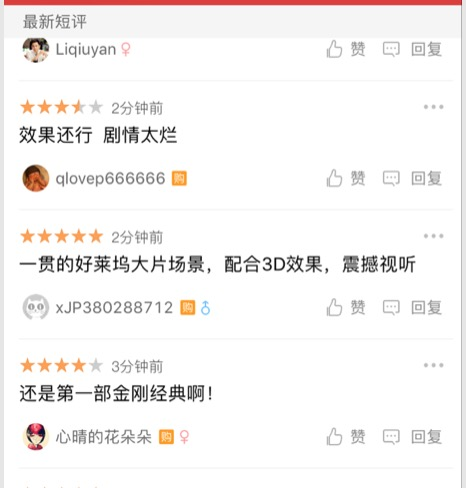 最新短评
Liqiuyan 赞 回复
2分钟前
效果还行 剧情太烂
qlovep666666 购 赞 回复
2分钟前
一贯的好莱坞大片场景，配合3D效果，震撼视听
xJP380288712 购 赞 回复
3分钟前
还是第一部金刚经典啊！
心晴的花朵朵 购 赞 回复